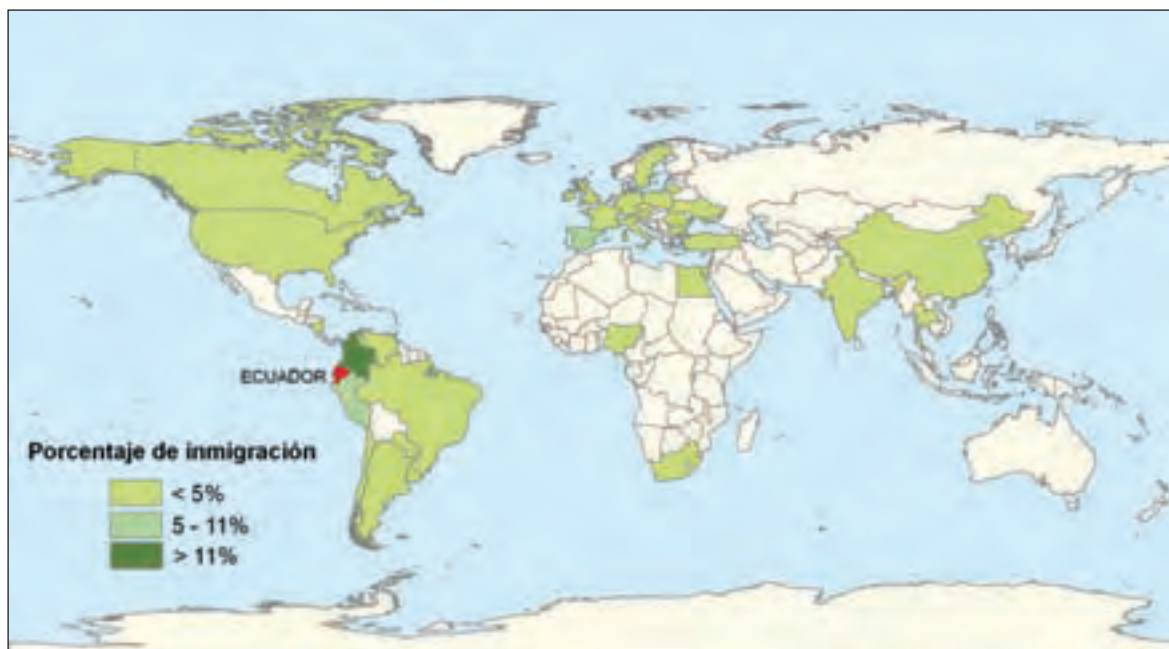 ECUADOR
Porcentaje de inmigración
< 5%
5 - 11%
> 11%